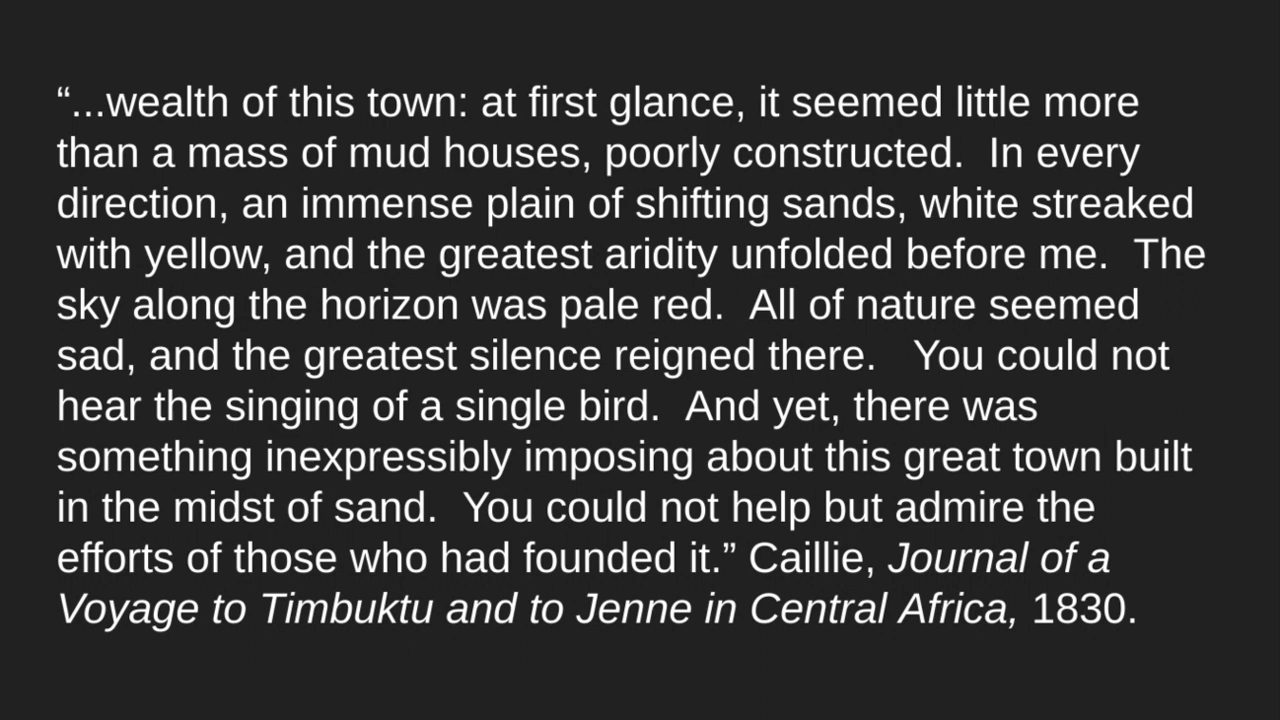 “...wealth of this town: at first glance, it seemed little more
than a mass of mud houses, poorly constructed.  In every
direction, an immense plain of shifting sands, white streaked
with yellow, and the greatest aridity unfolded before me.  The
sky along the horizon was pale red.  All of nature seemed
sad, and the greatest silence reigned there.   You could not
hear the singing of a single bird.  And yet, there was
something inexpressibly imposing about this great town built
in the midst of sand.  You could not help but admire the
efforts of those who had founded it.” Caillie, Journal of a
Voyage to Timbuktu and to Jenne in Central Africa, 1830.